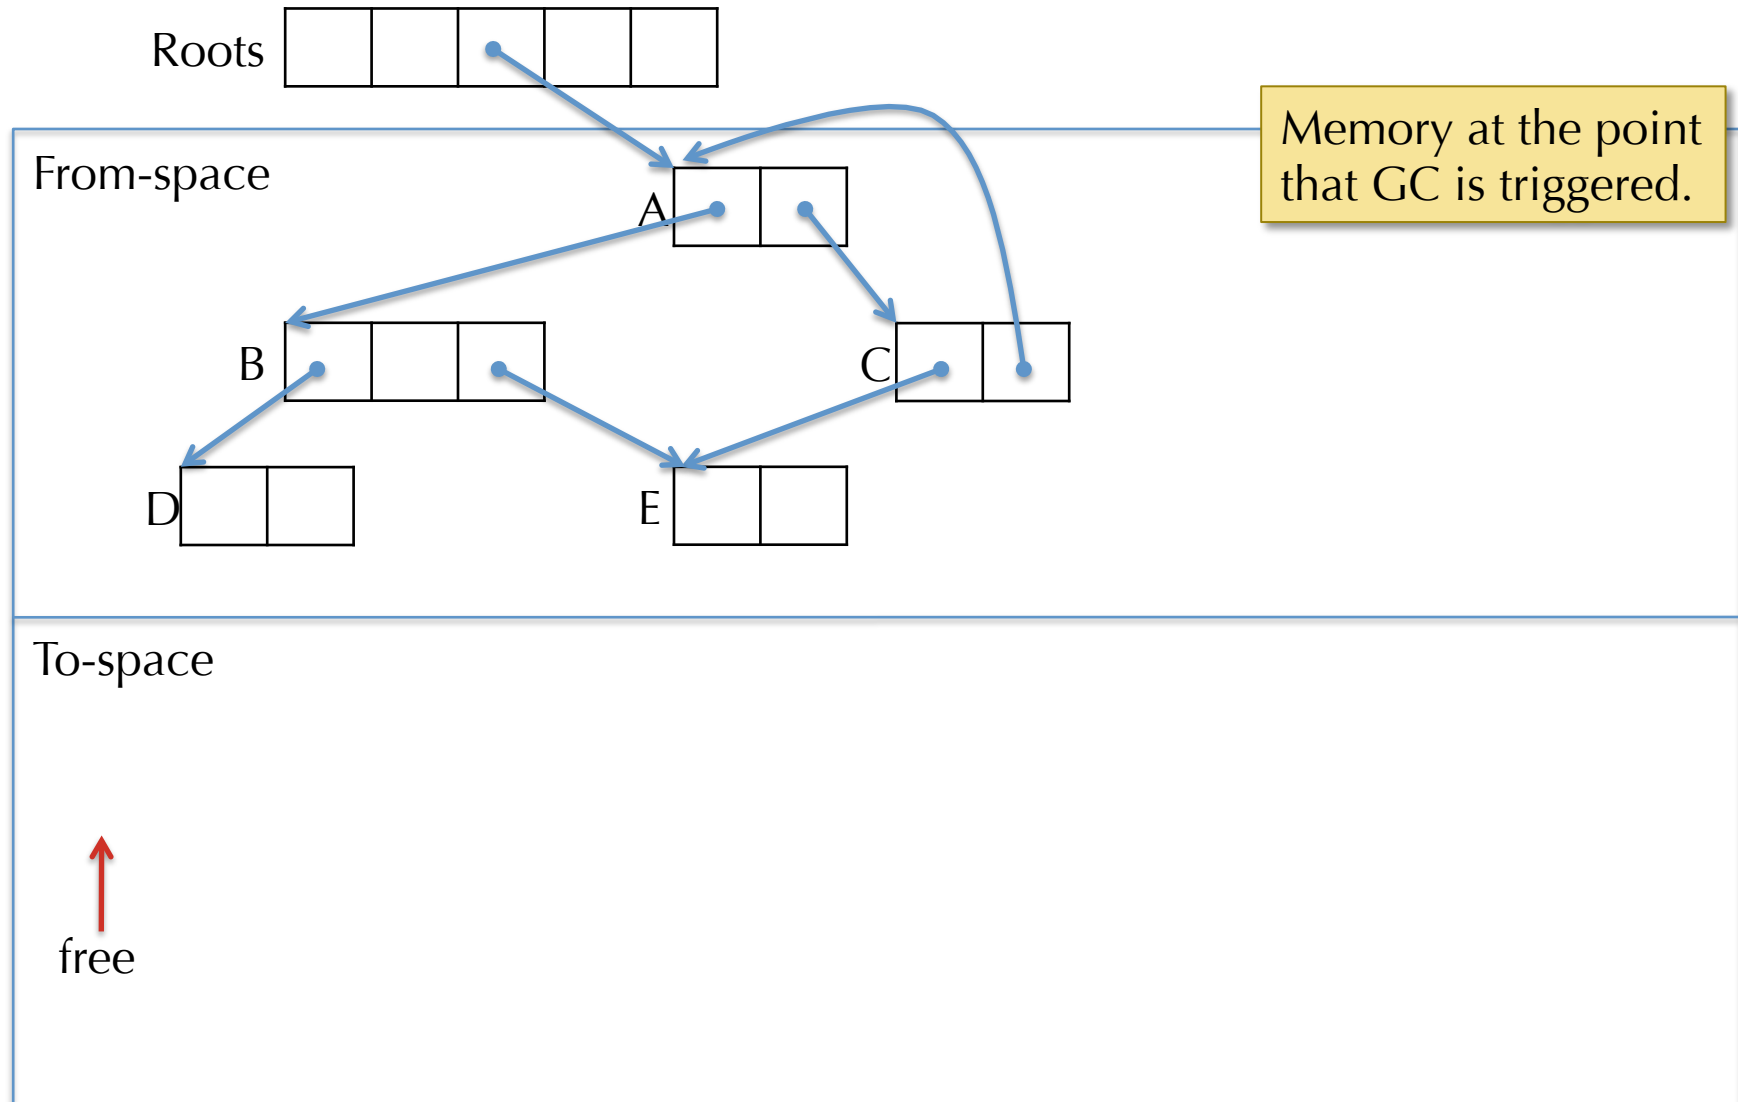 Roots
Memory at the point
that GC is triggered.
From-space
A
B
C
D
E
To-space
free